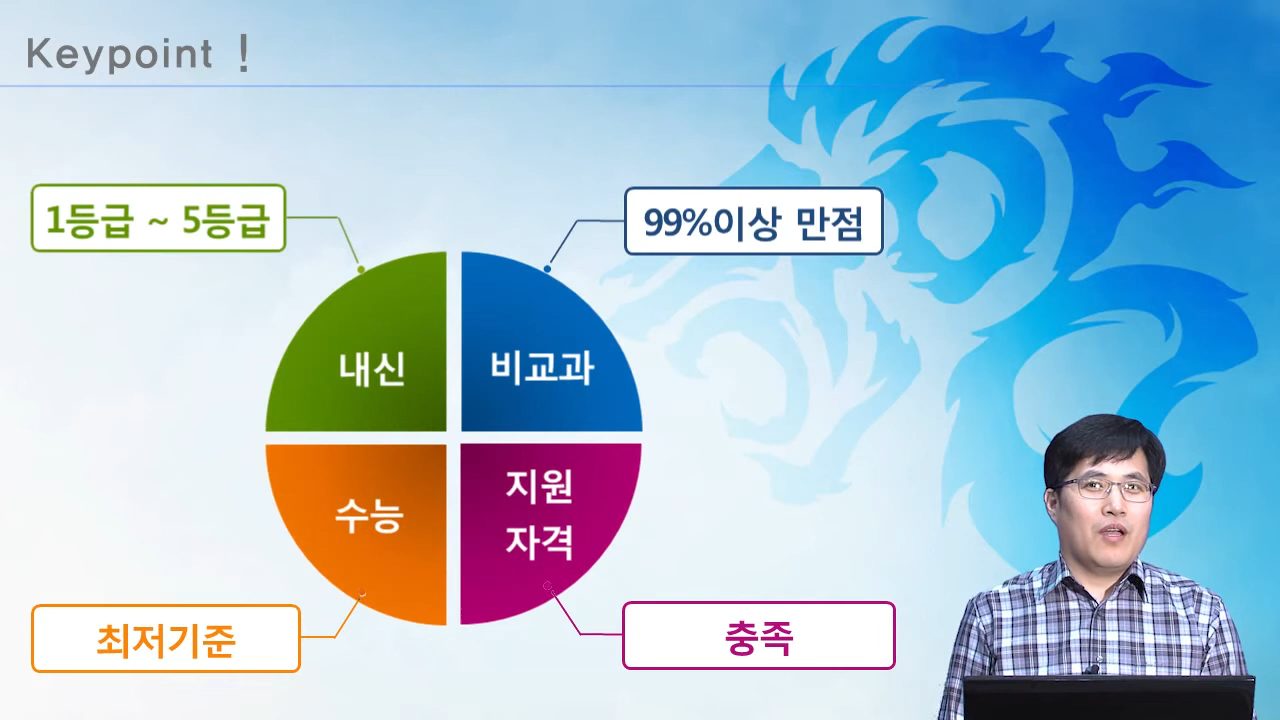 Keypoint !
1등급 ~ 5등급
99%이상 만점
내신
비교과
수능
지원
자격
최저기준
충족